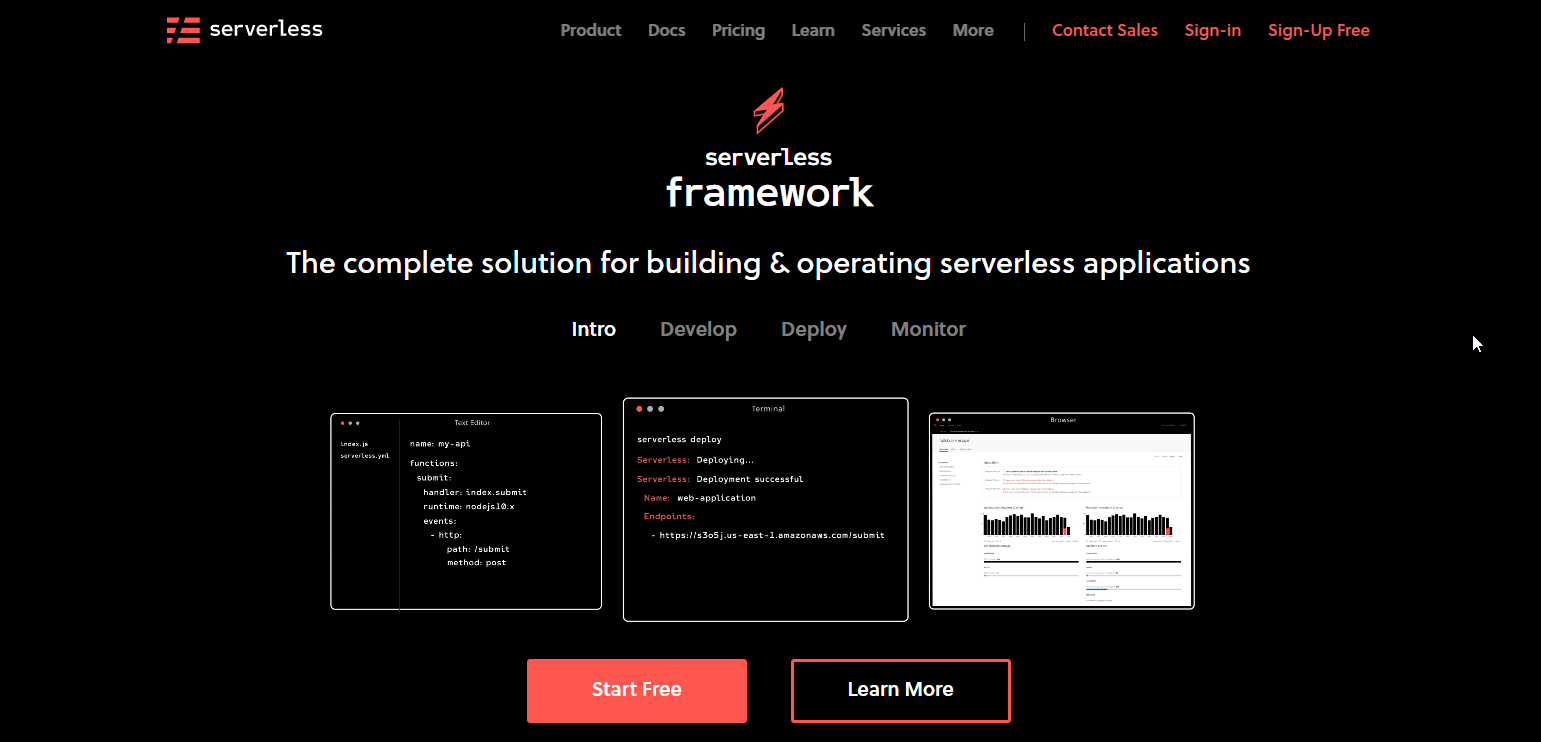 serverless
Product Docs Pricing Learn Services More Contact Sales Sign-in Sign-Up Free
serverless
framework
The complete solution for building & operating serverless applications
Intro Develop Deploy Monitor
Text Editor
index.js
serverless.yml
name: my-api
functions:
submit:
handler: index.submit
runtime: nodejs10.x
events:
- http:
path: /submit
method: post
Terminal
serverless deploy
Serverless: Deploying...
Serverless: Deployment successful
Name: web-application
Endpoints:
- https://s3o5j.us-east-1.amazonaws.com/submit
Browser
Start Free
Learn More